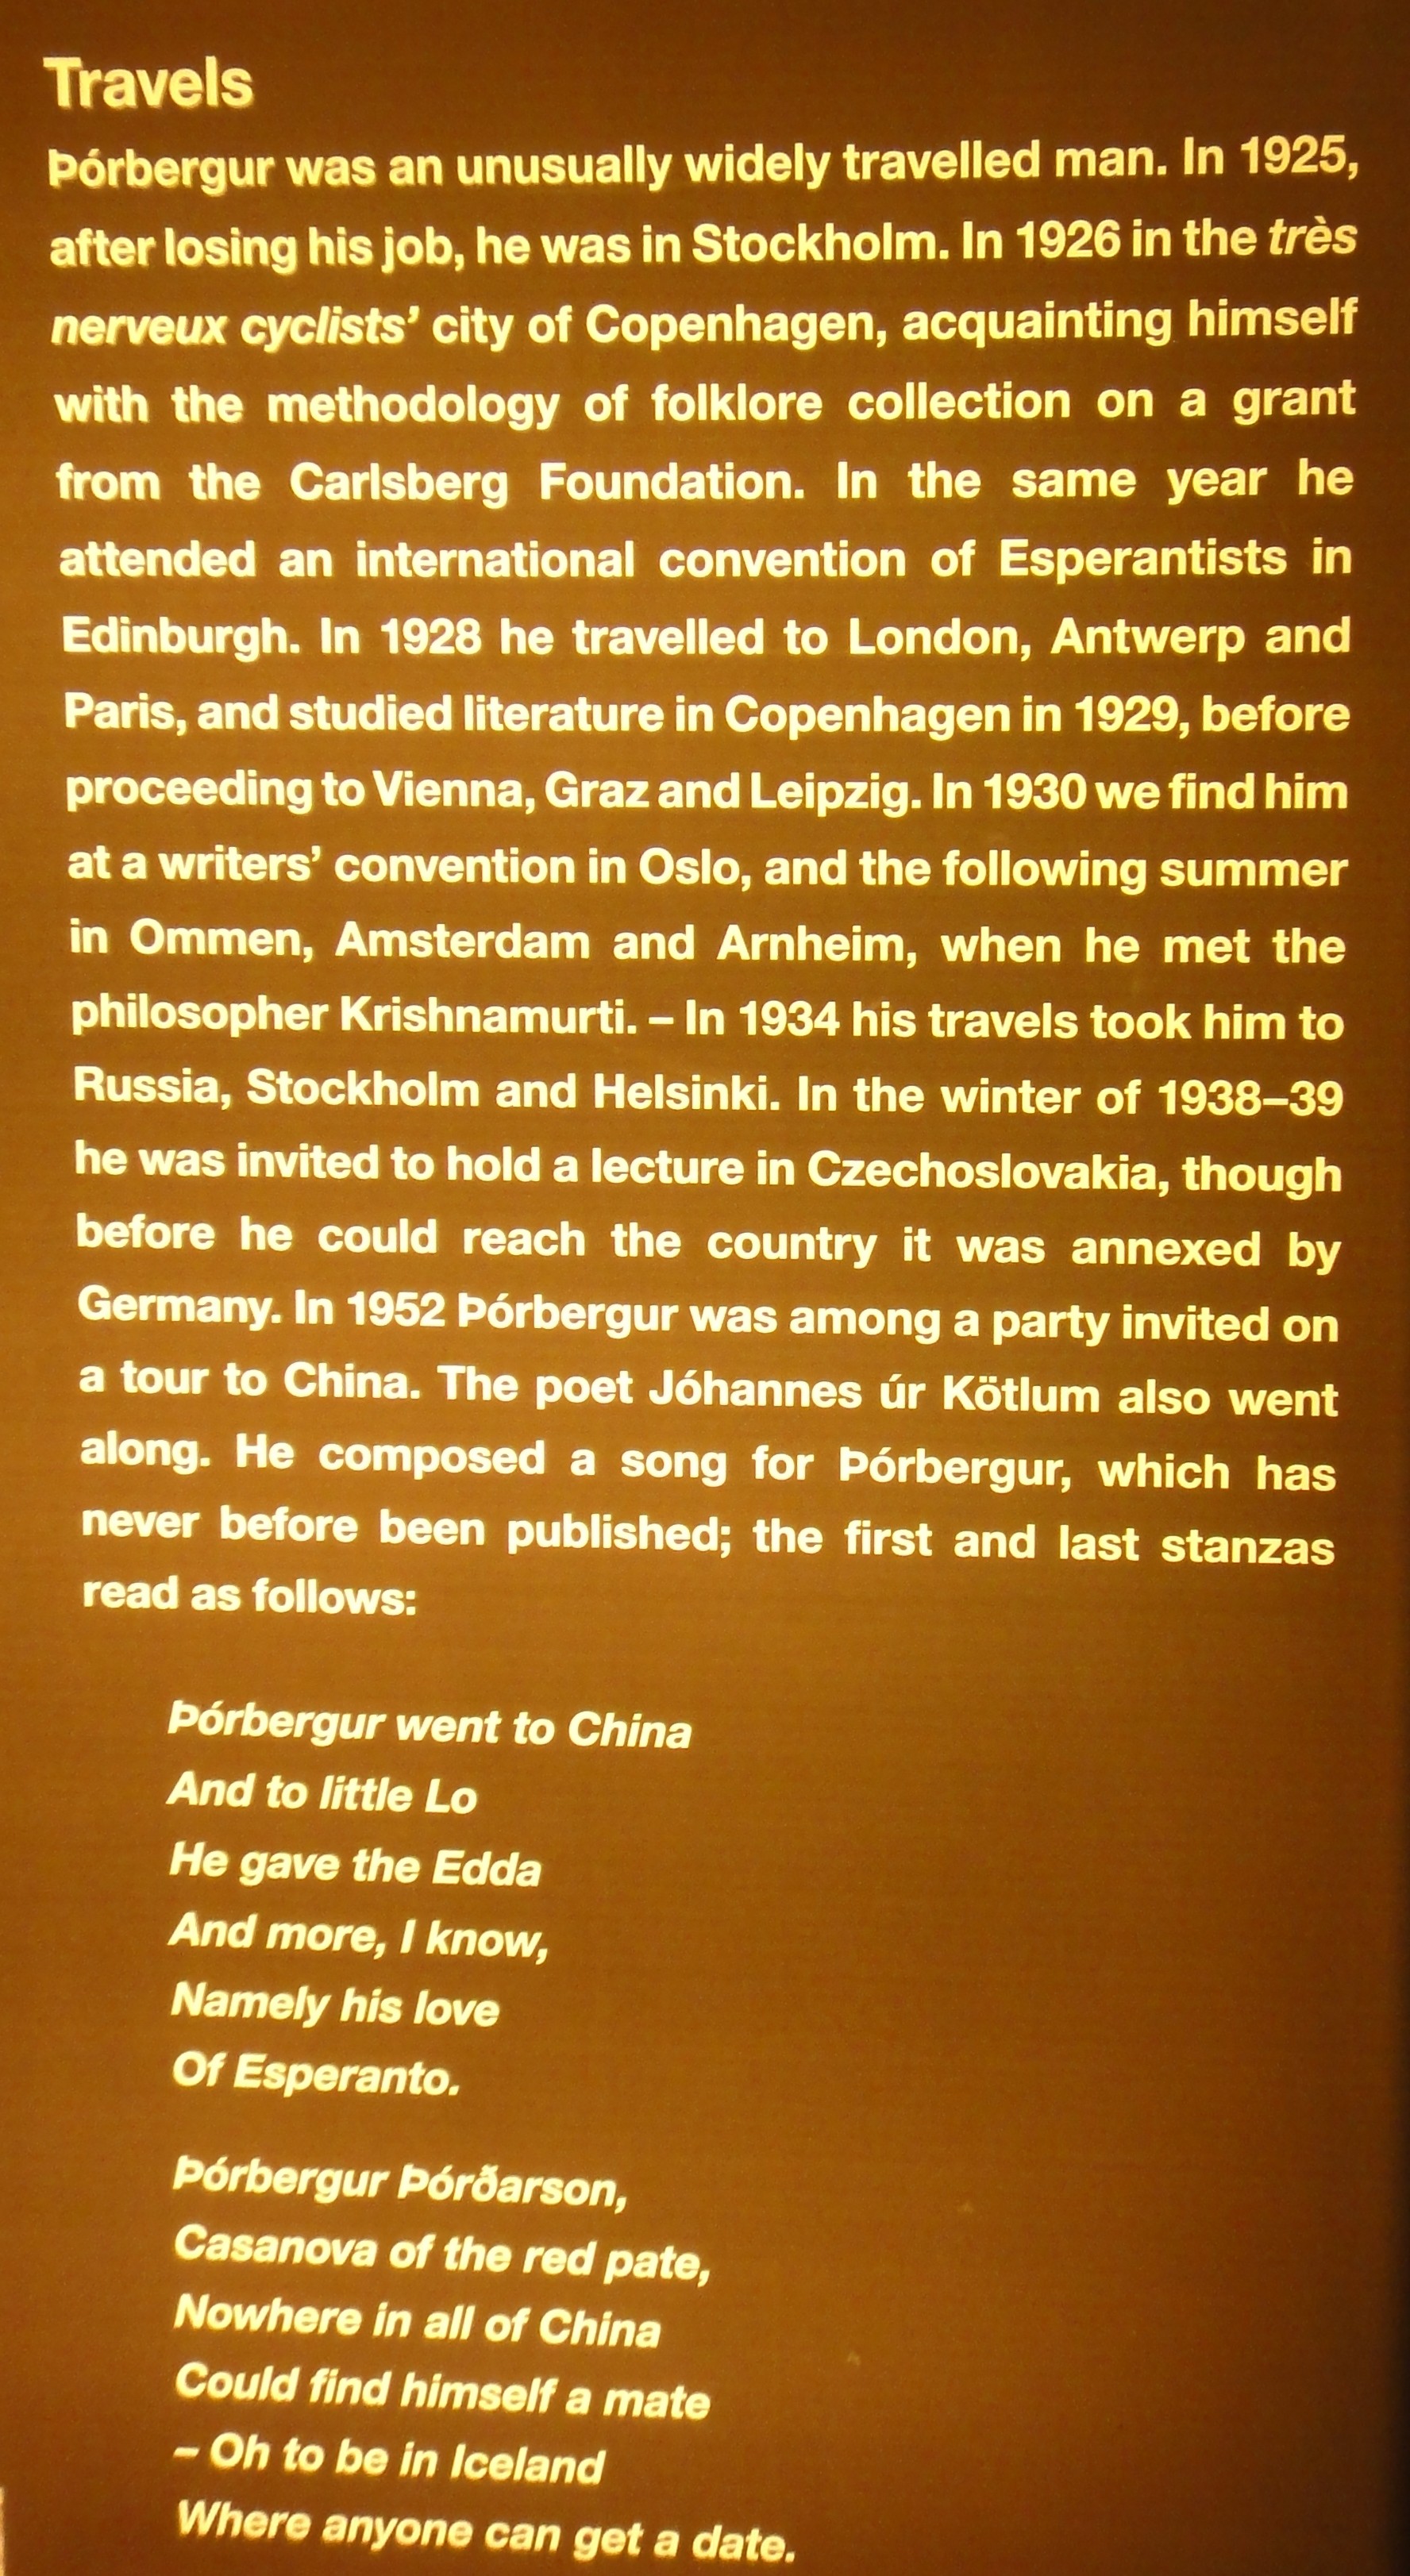 Travels
Þórbergur was an unusually widely travelled man. In 1925,
after losing his job, he was in Stockholm. In 1926 in the très
nerveux cyclists’ city of Copenhagen, acquainting himself
with the methodology of folklore collection on a grant
from the Carlsberg Foundation. In the same year he
attended an international convention of Esperantists in
Edinburgh. In 1928 he travelled to London, Antwerp and
Paris, and studied literature in Copenhagen in 1929, before
proceeding to Vienna, Graz and Leipzig. In 1930 we find him
at a writers’ convention in Oslo, and the following summer
in Ommen, Amsterdam and Arnheim, when he met the
philosopher Krishnamurti. – In 1934 his travels took him to
Russia, Stockholm and Helsinki. In the winter of 1938–39
he was invited to hold a lecture in Czechoslovakia, though
before he could reach the country it was annexed by
Germany. In 1952 Þórbergur was among a party invited on
a tour to China. The poet Jóhannes úr Kötlum also went
along. He composed a song for Þórbergur, which has
never before been published; the first and last stanzas
read as follows:
Þórbergur went to China
And to little Lo
He gave the Edda
And more, I know,
Namely his love
Of Esperanto.
Þórbergur Þórðarson,
Casanova of the red pate,
Nowhere in all of China
Could find himself a mate
– Oh to be in Iceland
Where anyone can get a date.